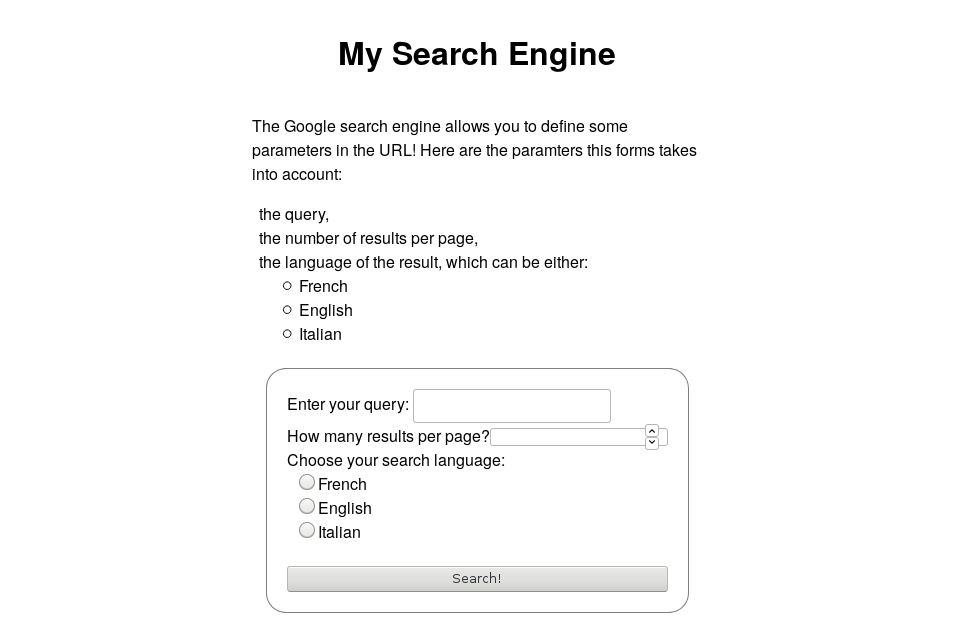 My Search Engine
The Google search engine allows you to define some
parameters in the URL! Here are the paramters this forms takes
into account:
the query,
the number of results per page,
the language of the result, which can be either:
French
English
Italian
Enter your query:
How many results per page?
Choose your search language:
French
English
Italian
Search!